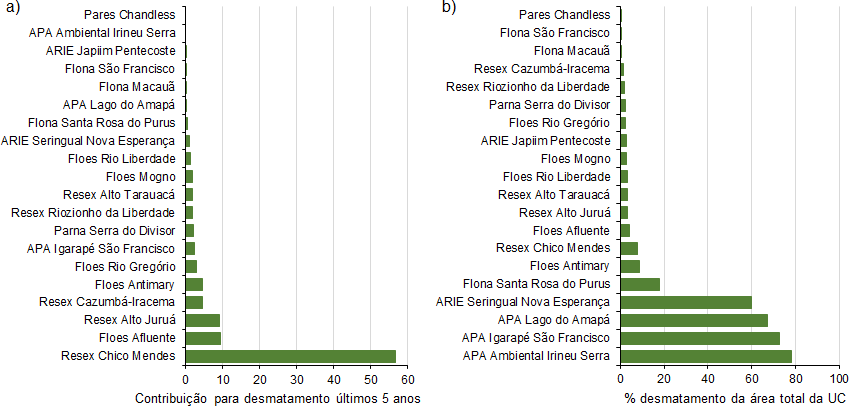 a)
Pares Chandless
APA Ambiental Irineu Serra
ARIE Japiim Pentecoste
Flona São Francisco
Flona Macauã
APA Lago do Amapá
Flona Santa Rosa do Purus
ARIE Seringual Nova Esperança
Floes Rio Liberdade
Floes Mogno
Resex Alto Tarauacá
Resex Riozionho da Liberdade
Parna Serra do Divisor
APA Igarapé São Francisco
Floes Rio Gregório
Floes Antimary
Resex Cazumbá-Iracema
Resex Alto Juruá
Floes Afluente
Resex Chico Mendes
0 10 20 30 40 50 60
Contribuição para desmatamento últimos 5 anos
b)
Pares Chandless
Flona São Francisco
Flona Macauã
Resex Cazumbá-Iracema
Resex Riozionho da Liberdade
Parna Serra do Divisor
Floes Rio Gregório
ARIE Japiim Pentecoste
Floes Mogno
Floes Rio Liberdade
Resex Alto Tarauacá
Resex Alto Juruá
Floes Afluente
Resex Chico Mendes
Floes Antimary
Flona Santa Rosa do Purus
ARIE Seringual Nova Esperança
APA Lago do Amapá
APA Igarapé São Francisco
APA Ambiental Irineu Serra
0 20 40 60 80 100
% desmatamento da área total da UC